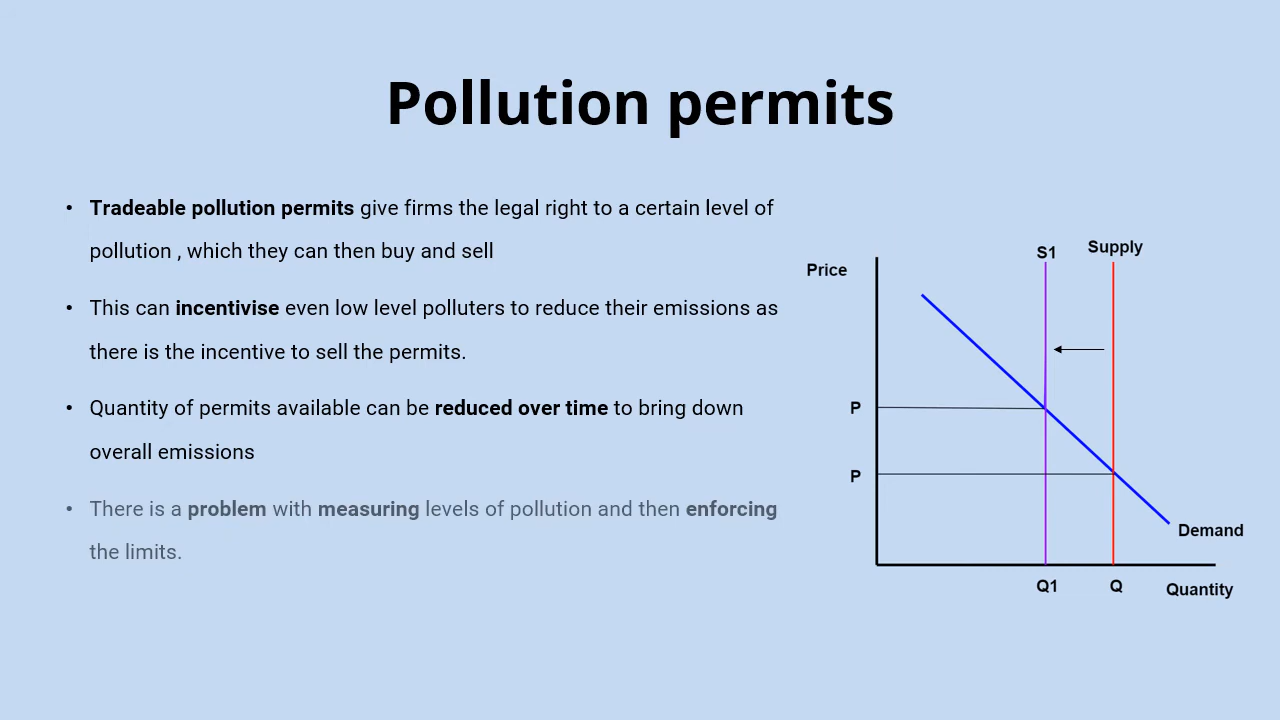 Pollution permits
• Tradeable pollution permits give firms the legal right to a certain level of
pollution , which they can then buy and sell
• This can incentivise even low level polluters to reduce their emissions as
there is the incentive to sell the permits.
• Quantity of permits available can be reduced over time to bring down
overall emissions
• There is a problem with measuring levels of pollution and then enforcing
the limits.
S1
Supply
Price
P
P
Demand
Q1
Q
Quantity